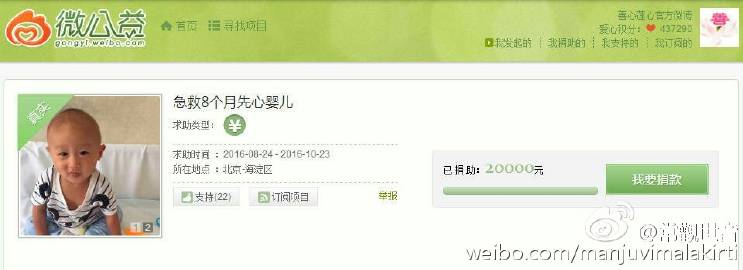 微公益
gongyi.weibo.com
首页 寻找项目
善心莲心官方微博
爱心积分： 437290
我发起的 我捐助的 我支持的 我订阅的
真实
急救8个月先心婴儿
求助类型： ¥
求助时间：2016-08-24 - 2016-10-23
所在地点：北京-海淀区
支持(22) 订阅项目 举报
1 2
已捐助：20000元
我要捐款
weibo.com/manjuvimalakirti